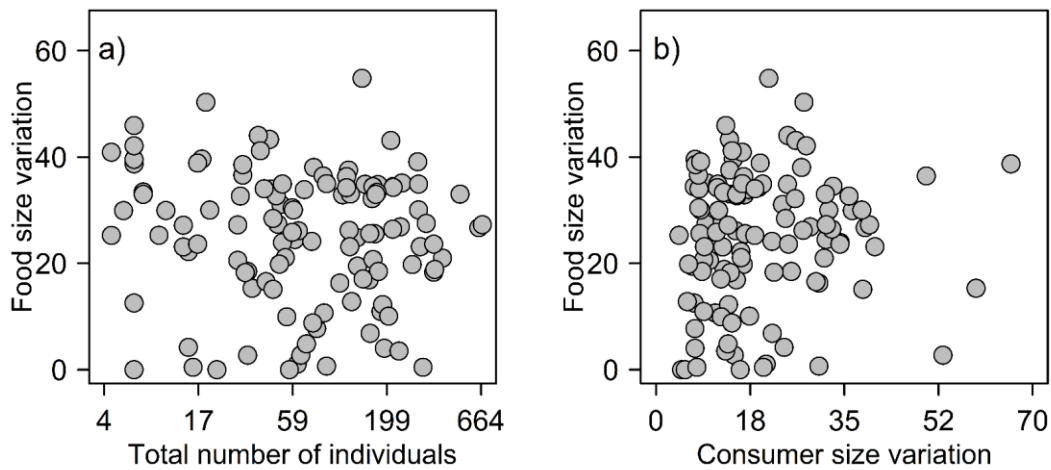 a)
60
40
20
0
Food size variation
4 17 59 199 664
Total number of individuals
b)
60
40
20
0
Food size variation
0 18 35 52 70
Consumer size variation